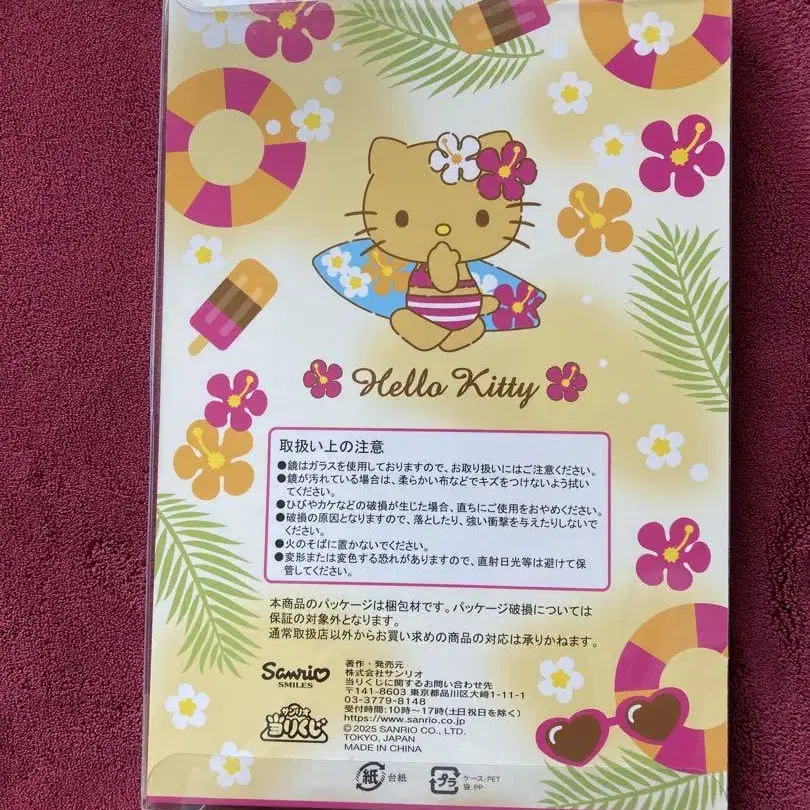 Hello Kitty
取扱い上の注意
●鏡はガラスを使用しておりますので、お取り扱いにはご注意ください。
●鏡が汚れている場合は、柔らかい布などでキズをつけないよう拭い
てください。
●ひびやカケなどの破損が生じた場合、直ちにご使用をおやめください。
●破損の原因となりますので、落としたり、強い衝撃を与えたりしないで
ください。
●火のそばに置かないでください。
●変形または変色する恐れがありますので、直射日光等は避けて保
管してください。
本商品のパッケージは梱包材です。パッケージ破損については
保証の対象外となります。
通常取扱店以外からお買い求めの商品の対応は承りかねます。
Sanrio
SMILES
サンリオ
当りくじ
著作・発売元
株式会社サンリオ
当りくじに関するお問い合わせ先
〒141-8603 東京都品川区大崎1-11-1
03-3779-8148
受付時間:10時~17時(土日祝日を除く)
https://www.sanrio.co.jp
©2025 SANRIO CO., LTD.
TOKYO, JAPAN
MADE IN CHINA
紙 台紙
プラ ケース:PET
袋:PP